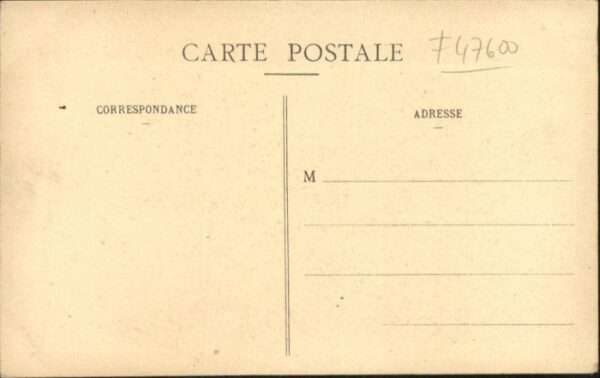 CARTE POSTALE
F47600
CORRESPONDANCE
ADRESSE
M